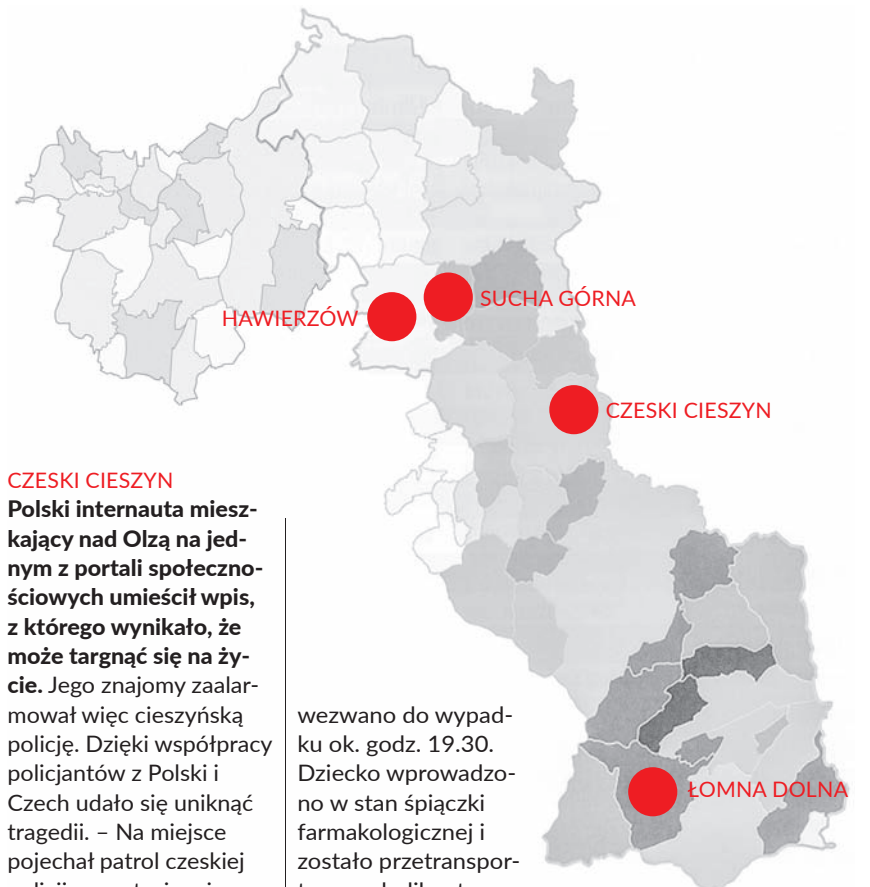 SUCHA GÓRNA
HAWIERZÓW
CZESKI CIESZYN
ŁOMNA DOLNA
CZESKI CIESZYN
Polski internauta miesz-
kający nad Olzą na jed-
nym z portali społeczno-
ściowych umieścił wpis,
z którego wynikało, że
może targnąć się na ży-
cie. Jego znajomy zaalar-
mował więc cieszyńską
policję. Dzięki współpracy
policjantów z Polski i
Czech udało się uniknąć
tragedii. – Na miejsce
pojechał patrol czeskiej
wezwano do wypad-
ku ok. godz. 19.30.
Dziecko wprowadzo-
no w stan śpiączki
farmakologicznej i
zostało przetranspor-